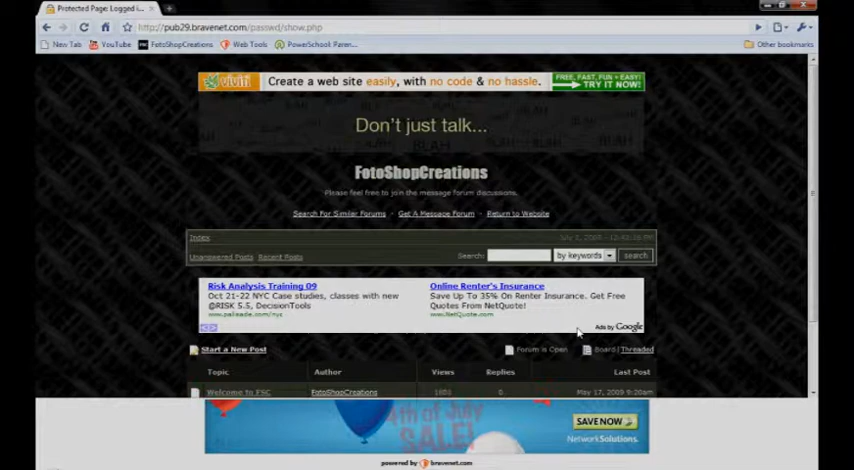 Protected Page: Logged i...
http://pub29.bravenet.com/passwd/show.php
New Tab YouTube FSC FotoShopCreations Web Tools PowerSchool: Paren... Other bookmarks
viviti Create a web site easily, with no code & no hassle. FREE, FAST, FUN + EASY! TRY IT NOW!
Don't just talk...
FotoShopCreations
Please feel free to join the message forum discussions.
Search For Similar Forums - Get A Message Forum - Return to Website
Index
Unanswered Posts Recent Posts Search: by keywords search
Risk Analysis Training 09 Online Renter's Insurance
Oct 21-22 NYC Case studies, classes with new Save Up To 35% On Renter Insurance. Get Free
@RISK 5.5, DecisionTools Quotes From NetQuote!
www.palisade.com/nyc www.NetQuote.com
Ads by Google
Start a New Post Forum is Open Board | Threaded
Topic Author Views Replies Last Post
Welcome to FSC FotoShopCreations 0 May 17, 2009 9:26am
4th of July
SALE!
SAVE NOW
NetworkSolutions.
powered by bravenet.com